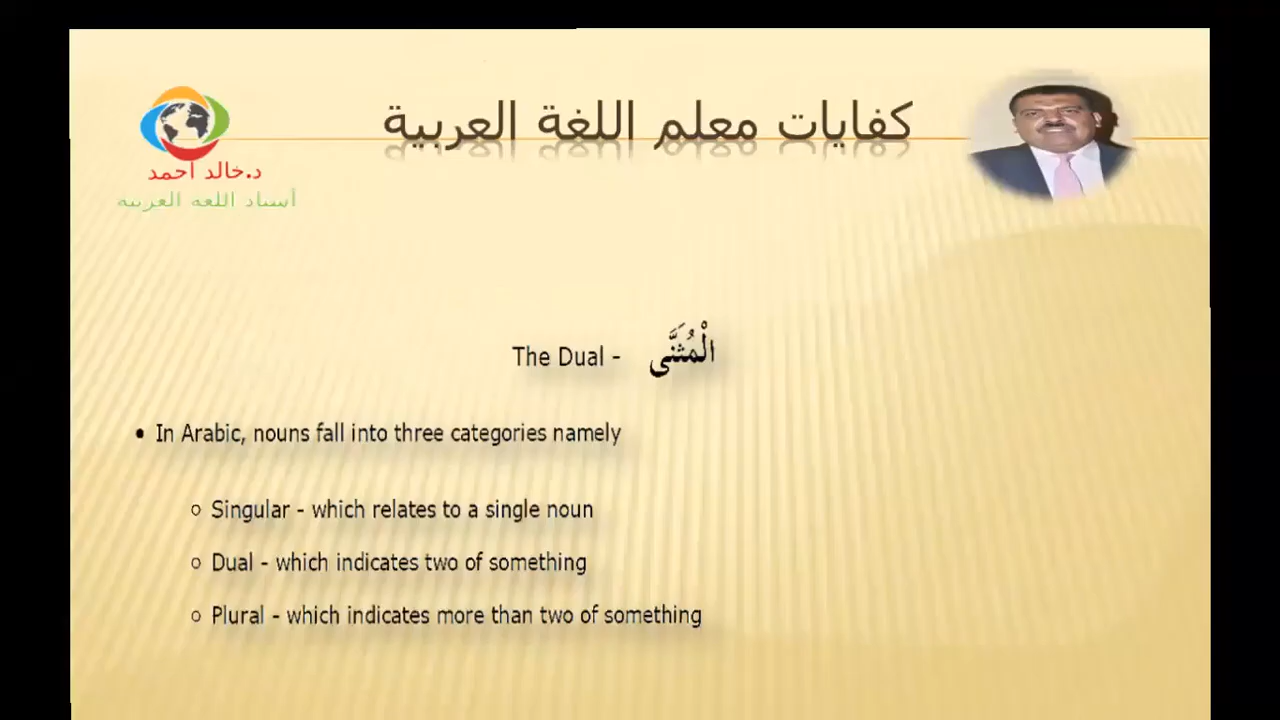 كفايات معلم اللغة العربية
د.خالد احمد
أستاذ اللغة العربية
The Dual - الْمُثَنَّى
• In Arabic, nouns fall into three categories namely
o Singular - which relates to a single noun
o Dual - which indicates two of something
o Plural - which indicates more than two of something